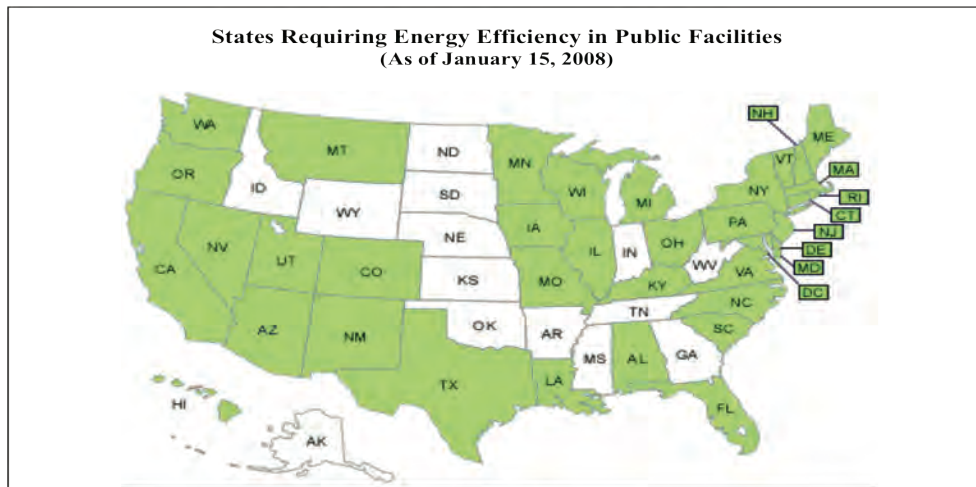 States Requiring Energy Efficiency in Public Facilities
(As of January 15, 2008)
WA
MT
ND
MN
NH
ME
VT
OR
ID
SD
WI
MI
NY
MA
RI
WY
CT
IA
PA
NJ
NE
NV
UT
CO
IL
IN
OH
DE
WV
MD
CA
KS
MO
KY
VA
DC
AZ
NM
OK
AR
TN
NC
SC
MS
AL
GA
TX
LA
HI
FL
AK